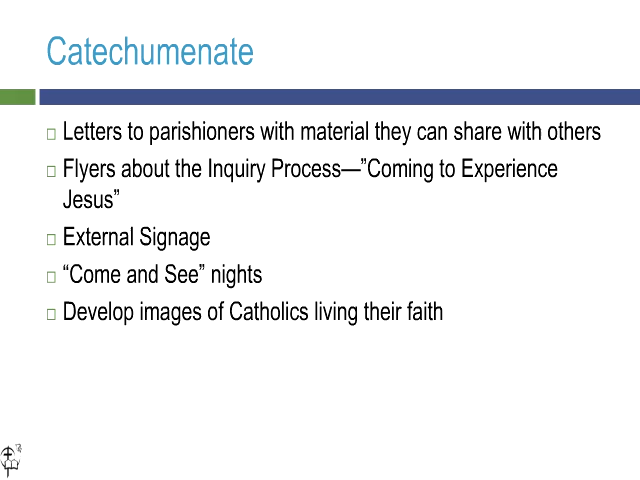 Catechumenate
Letters to parishioners with material they can share with others
Flyers about the Inquiry Process—”Coming to Experience
Jesus”
External Signage
“Come and See” nights
Develop images of Catholics living their faith